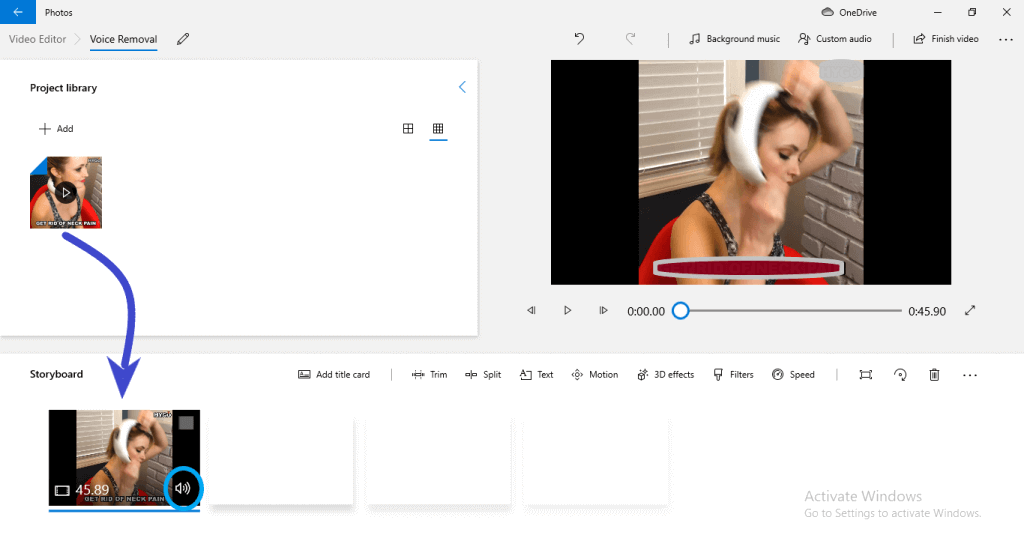 Photos
OneDrive
Video Editor
Voice Removal
Background music
Custom audio
Finish video
Project library
Add
GET RID OF NECK PAIN
0:00.00
0:45.90
Storyboard
Add title card
Trim
Split
Text
Motion
3D effects
Filters
Speed
45.89
GET RID OF NECK PAIN
Activate Windows
Go to Settings to activate Windows.